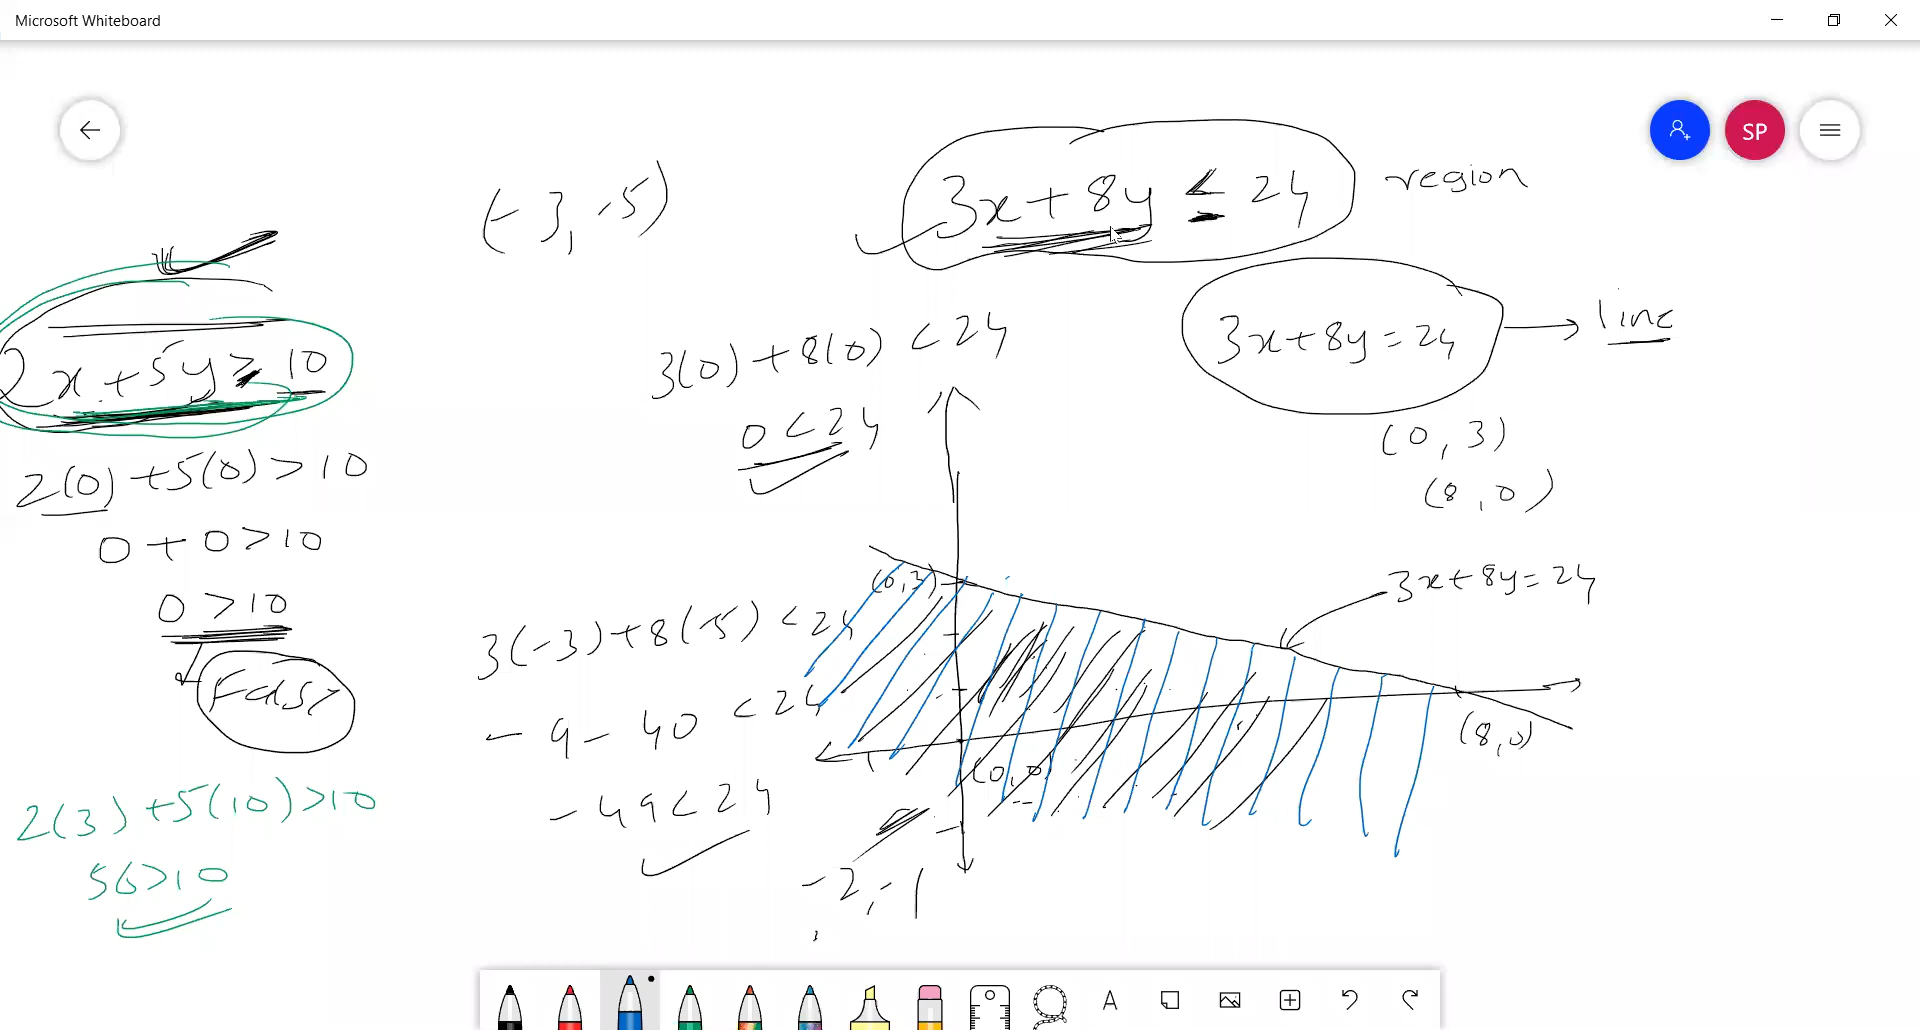 Microsoft Whiteboard
SP
(-3, -5)
3x + 8y ≤ 24
region
3x + 8y = 24
line
(0, 3)
(8, 0)
2x + 5y ≥ 10
2(0) + 5(0) > 10
0 + 0 > 10
0 > 10
False
2(3) + 5(10) > 10
56 > 10
3(0) + 8(0) < 24
0 < 24
3(-3) + 8(-5) < 24
-9 - 40 < 24
-49 < 24
(0, 3)
3x + 8y = 24
(8, 0)
(0, 0)
-2, -1
A